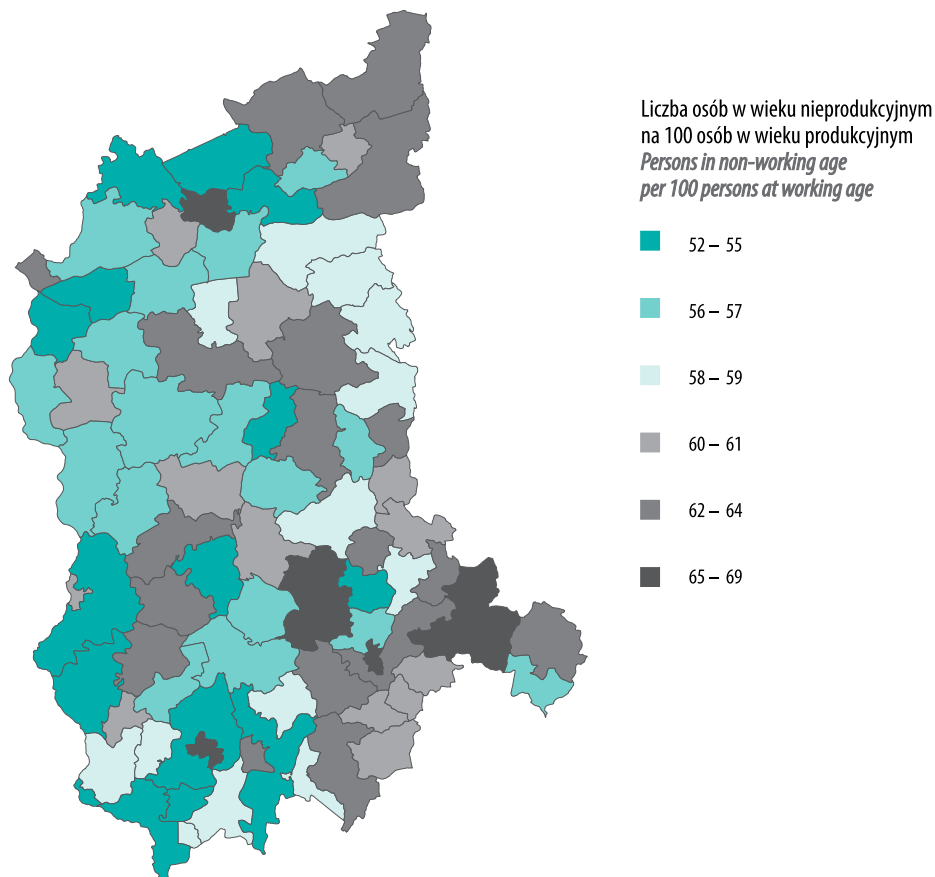 Liczba osób w wieku nieprodukcyjnym
na 100 osób w wieku produkcyjnym
Persons in non-working age
per 100 persons at working age
52 – 55
56 – 57
58 – 59
60 – 61
62 – 64
65 – 69